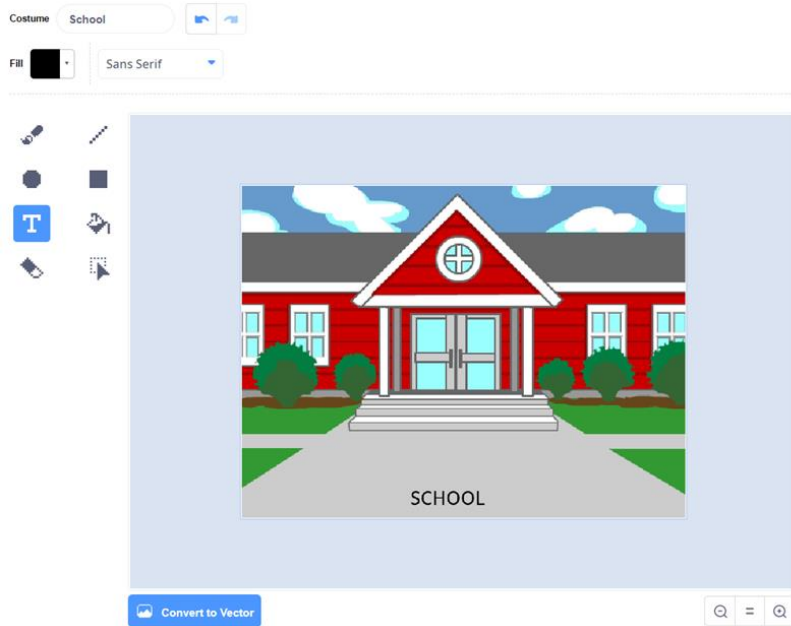 Costume School
Fill Sans Serif
T
SCHOOL
Convert to Vector